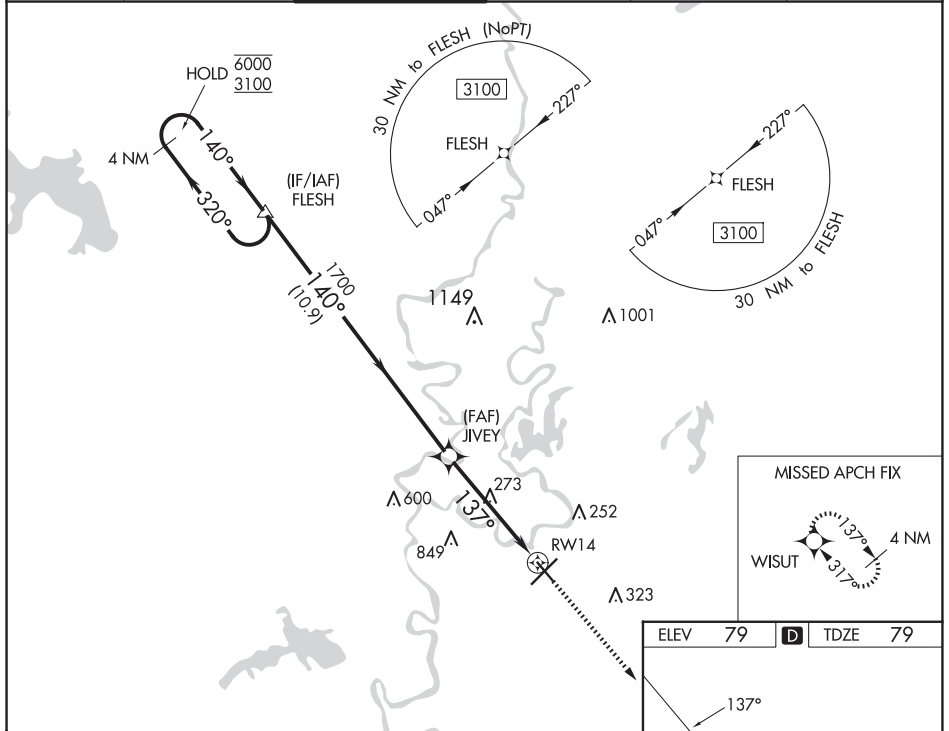 HOLD 6000
3100
4 NM
140°
320°
(IF/IAF)
FLESH
1700
140°
(10.9)
30 NM to FLESH (NoPT)
3100
227°
FLESH
047°
227°
FLESH
047°
3100
30 NM to FLESH
1149
1001
(FAF)
JIVEY
273
600
137°
252
849
RW14
323
MISSED APCH FIX
137°
4 NM
WISUT
317°
ELEV 79 D TDZE 79
137°